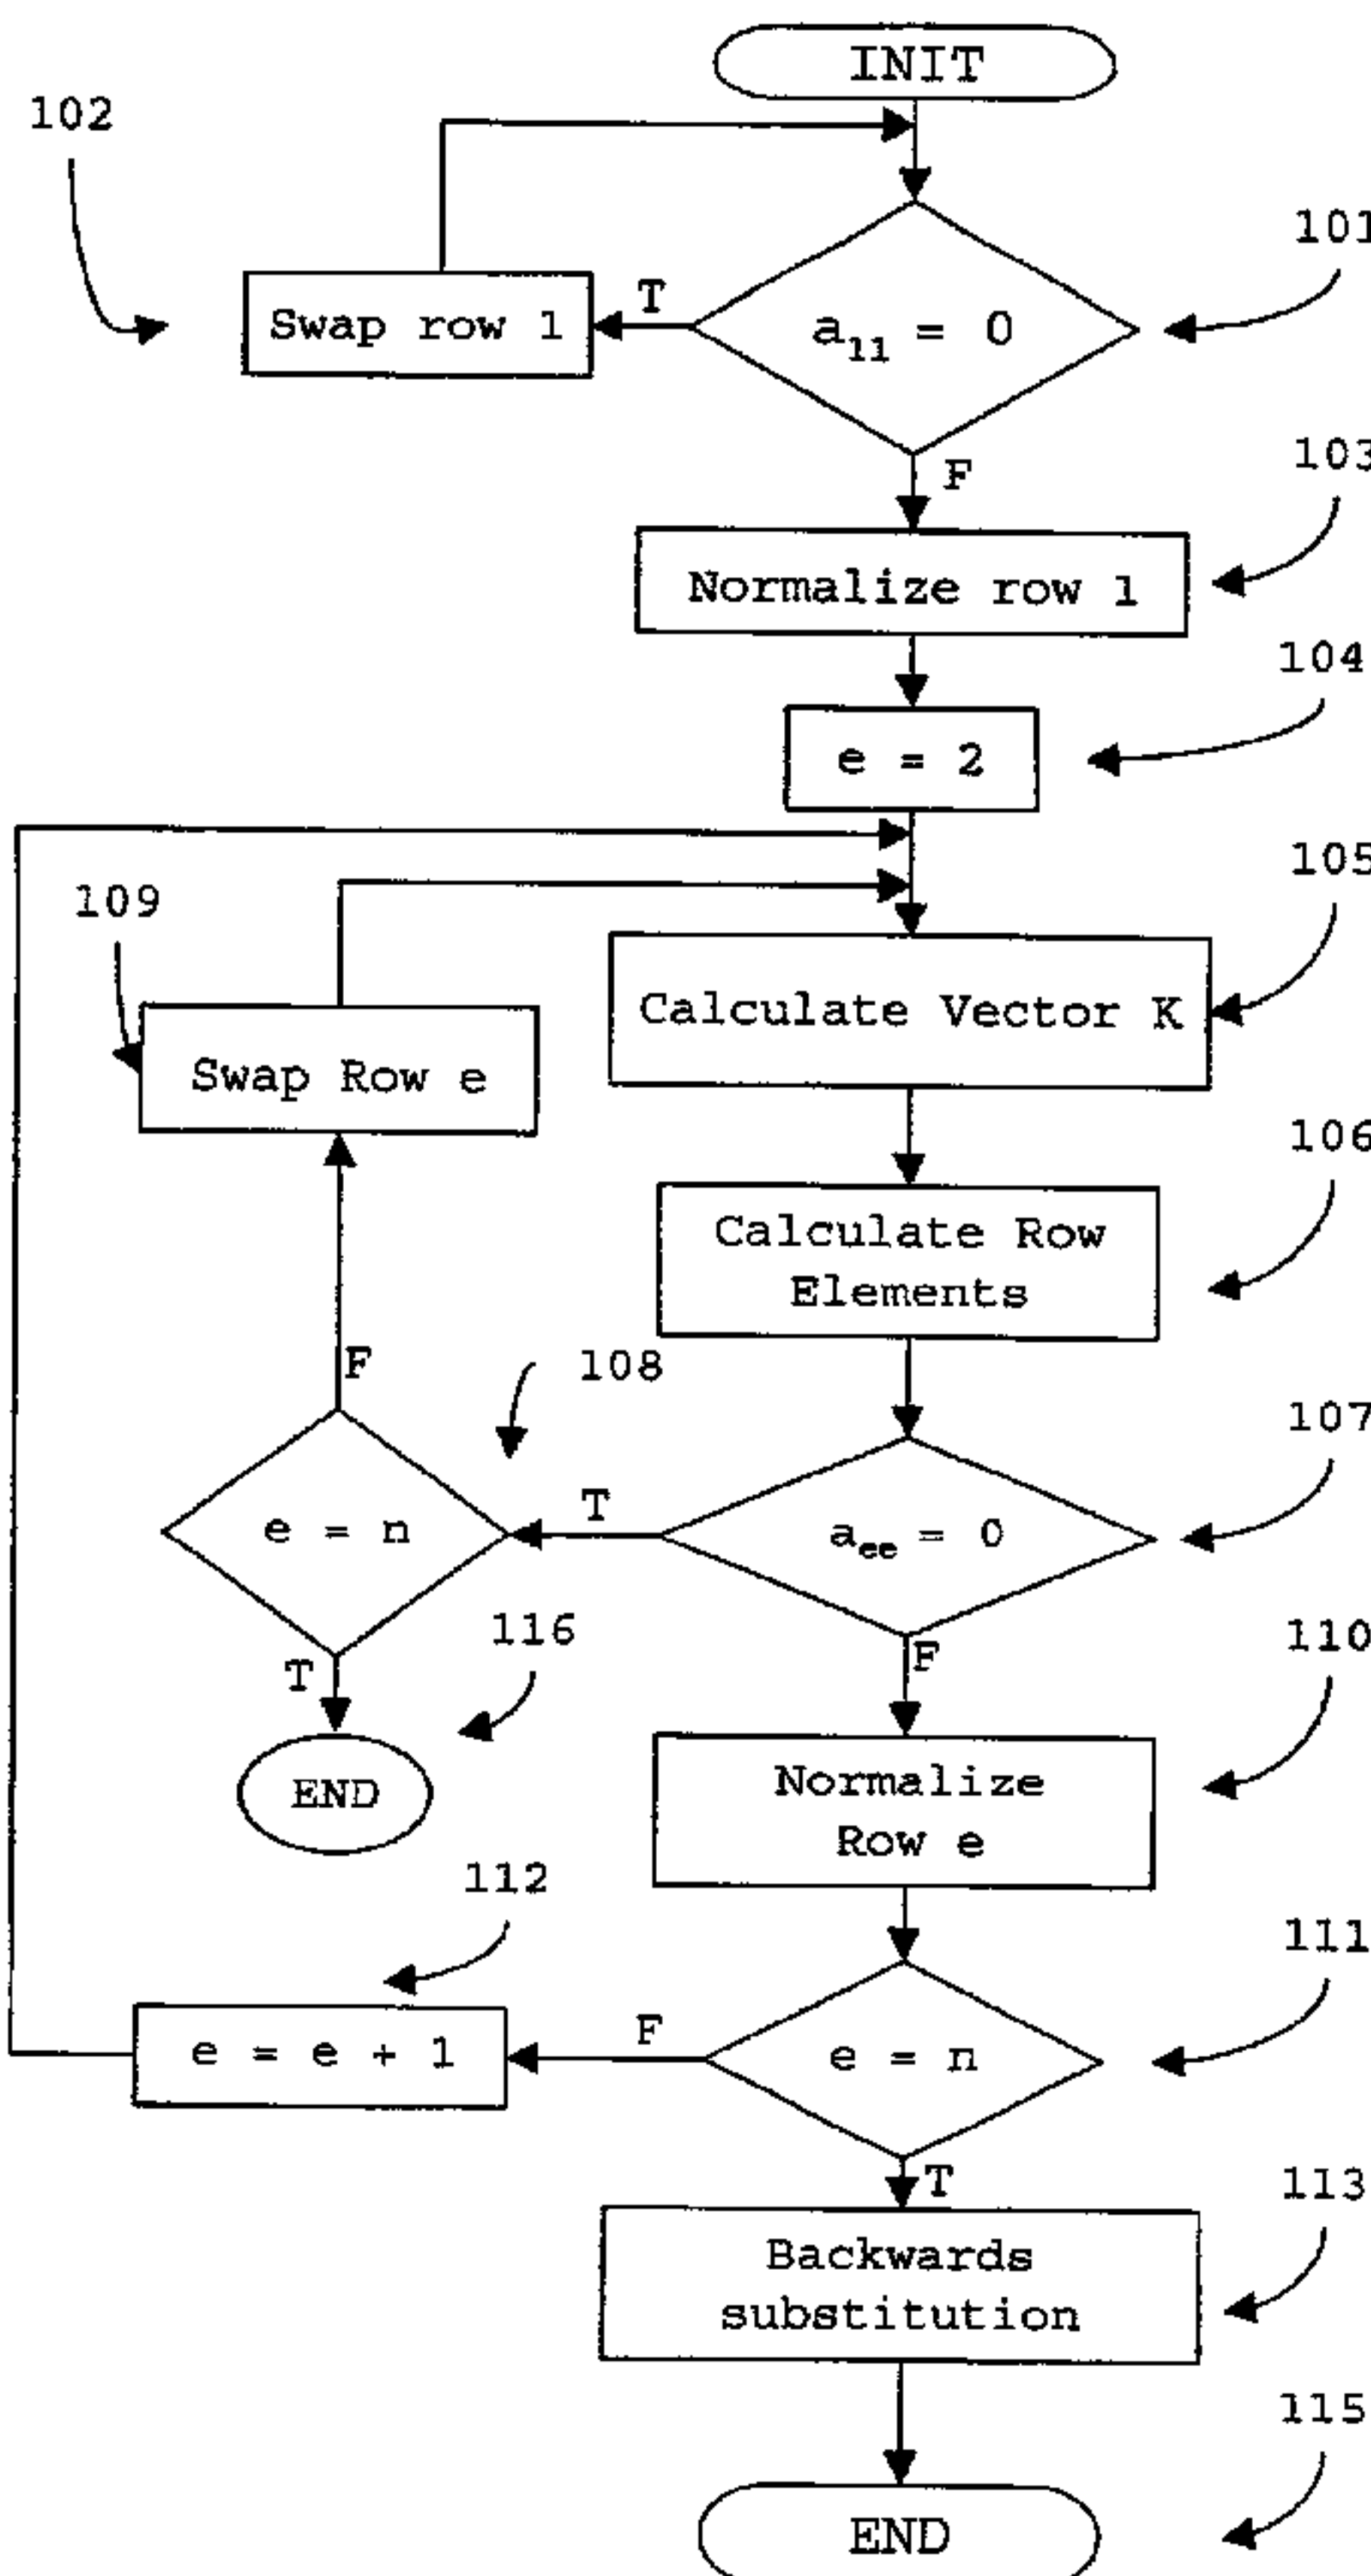 INIT
102
101
Swap row 1
T
a₁₁ = 0
F
103
Normalize row 1
104
e = 2
105
109
Calculate Vector K
Swap Row e
106
Calculate Row
Elements
F
108
107
e = n
T
aₑₑ = 0
116
110
T
F
END
Normalize
Row e
112
111
e = e + 1
F
e = n
T
113
Backwards
substitution
115
END